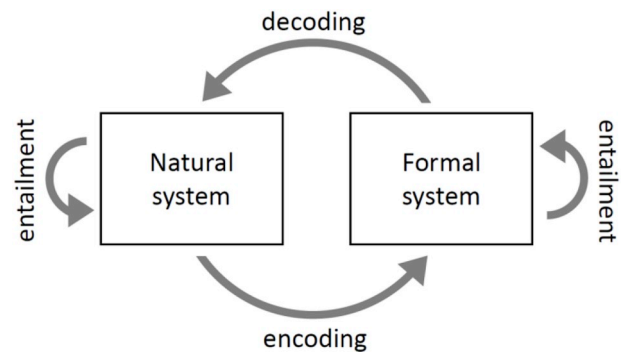 decoding
entailment
Natural
system
Formal
system
entailment
encoding